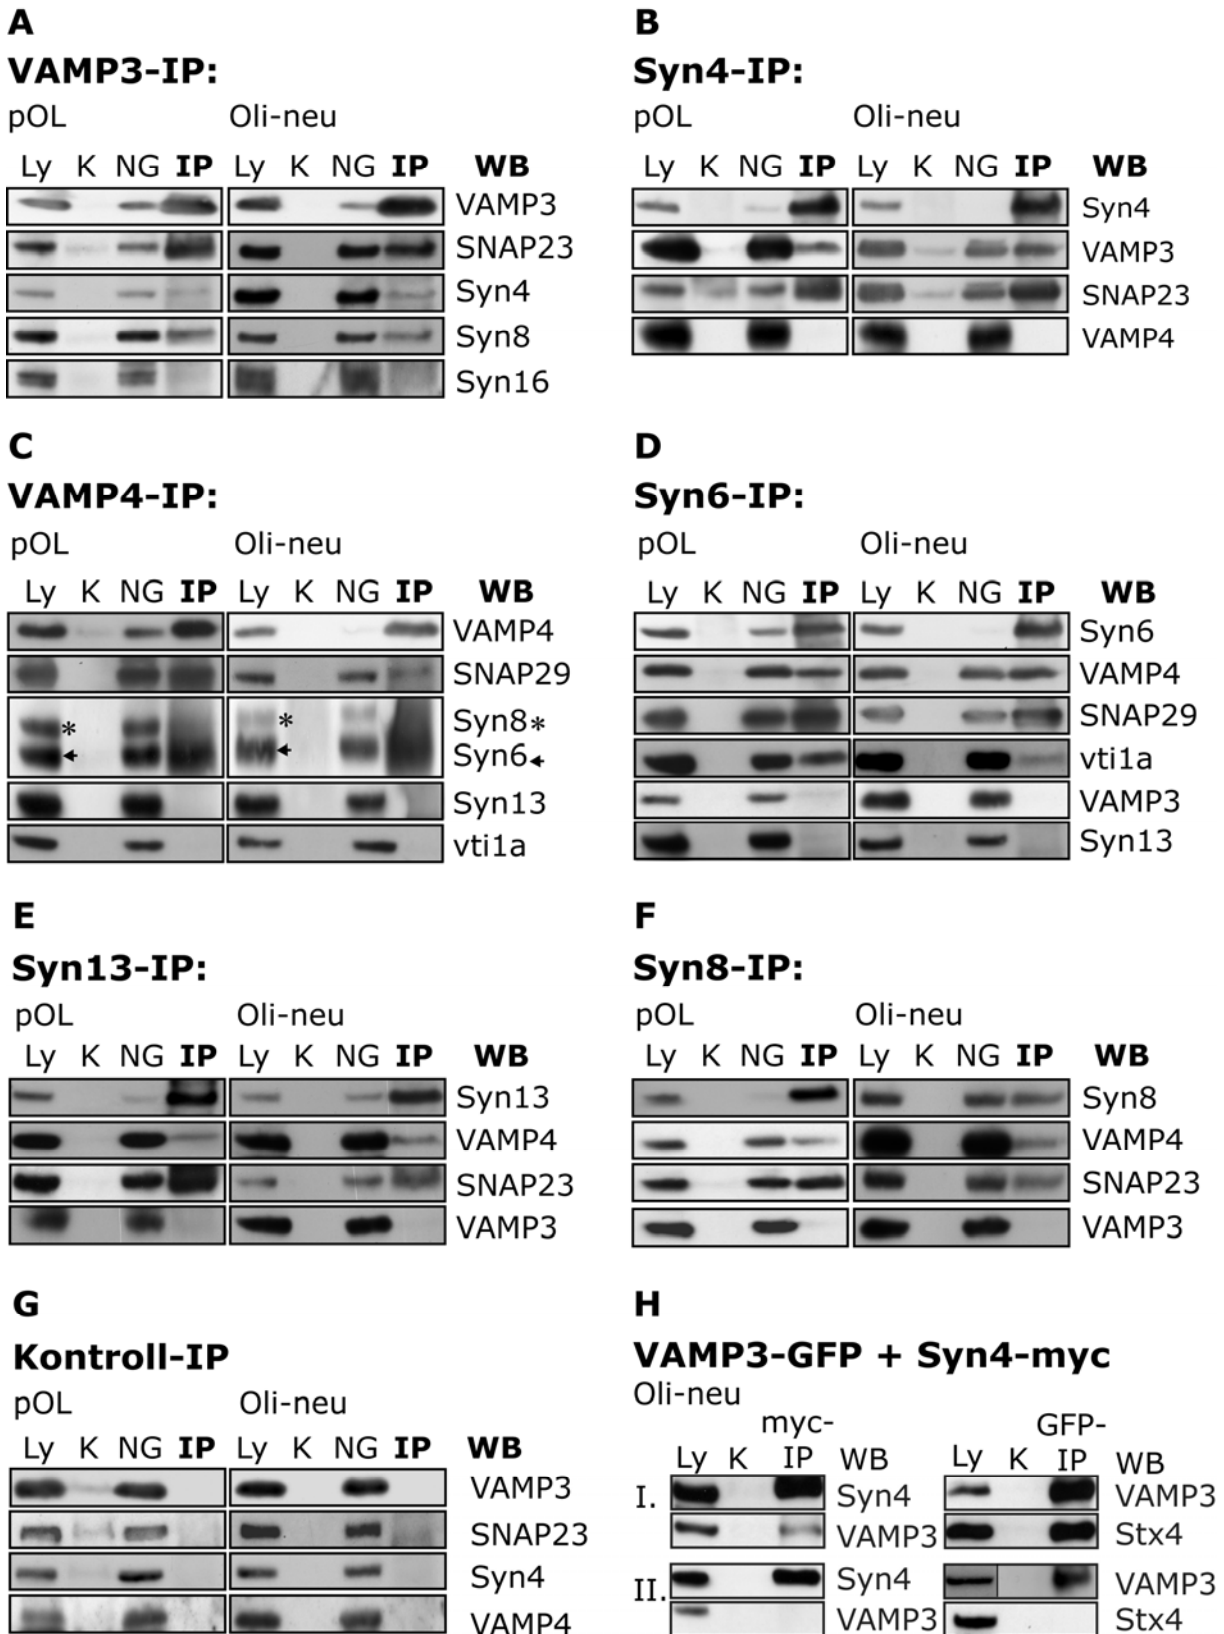 A
VAMP3-IP:
pOL Oli-neu
Ly K NG IP Ly K NG IP WB
VAMP3
SNAP23
Syn4
Syn8
Syn16
B
Syn4-IP:
pOL Oli-neu
Ly K NG IP Ly K NG IP WB
Syn4
VAMP3
SNAP23
VAMP4
C
VAMP4-IP:
pOL Oli-neu
Ly K NG IP Ly K NG IP WB
VAMP4
SNAP29
* * Syn8*
Syn6
Syn13
vti1a
D
Syn6-IP:
pOL Oli-neu
Ly K NG IP Ly K NG IP WB
Syn6
VAMP4
SNAP29
vti1a
VAMP3
Syn13
E
Syn13-IP:
pOL Oli-neu
Ly K NG IP Ly K NG IP WB
Syn13
VAMP4
SNAP23
VAMP3
F
Syn8-IP:
pOL Oli-neu
Ly K NG IP Ly K NG IP WB
Syn8
VAMP4
SNAP23
VAMP3
G
Kontroll-IP
pOL Oli-neu
Ly K NG IP Ly K NG IP WB
VAMP3
SNAP23
Syn4
VAMP4
H
VAMP3-GFP + Syn4-myc
Oli-neu
myc- GFP-
Ly K IP WB Ly K IP WB
I. Syn4 VAMP3
VAMP3 Stx4
II. Syn4 VAMP3
VAMP3 Stx4